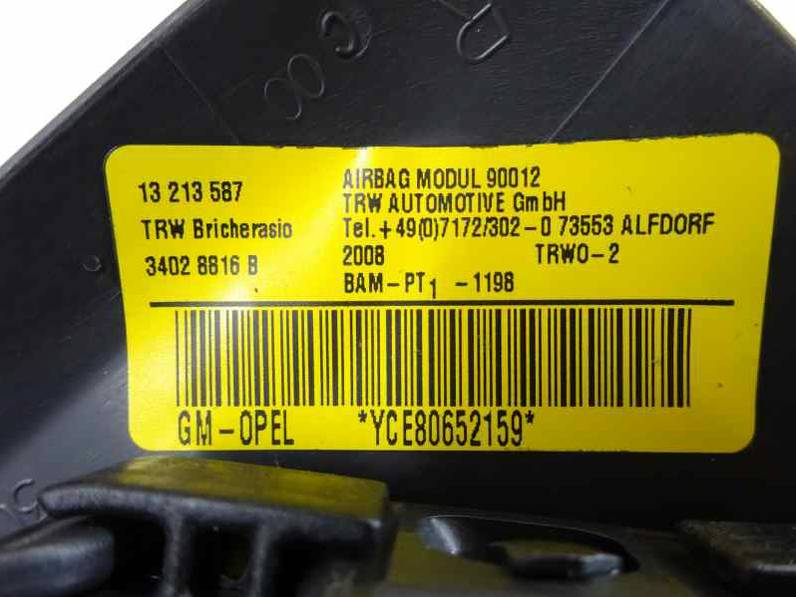 13 213 587
TRW Bricherasio
3402 8816 B
AIRBAG MODUL 90012
TRW AUTOMOTIVE GmbH
Tel.+49(0)7172/302-0 73553 ALFDORF
2008 TRWO-2
BAM-PT1 -1198
GM-OPEL *YCE80652159*